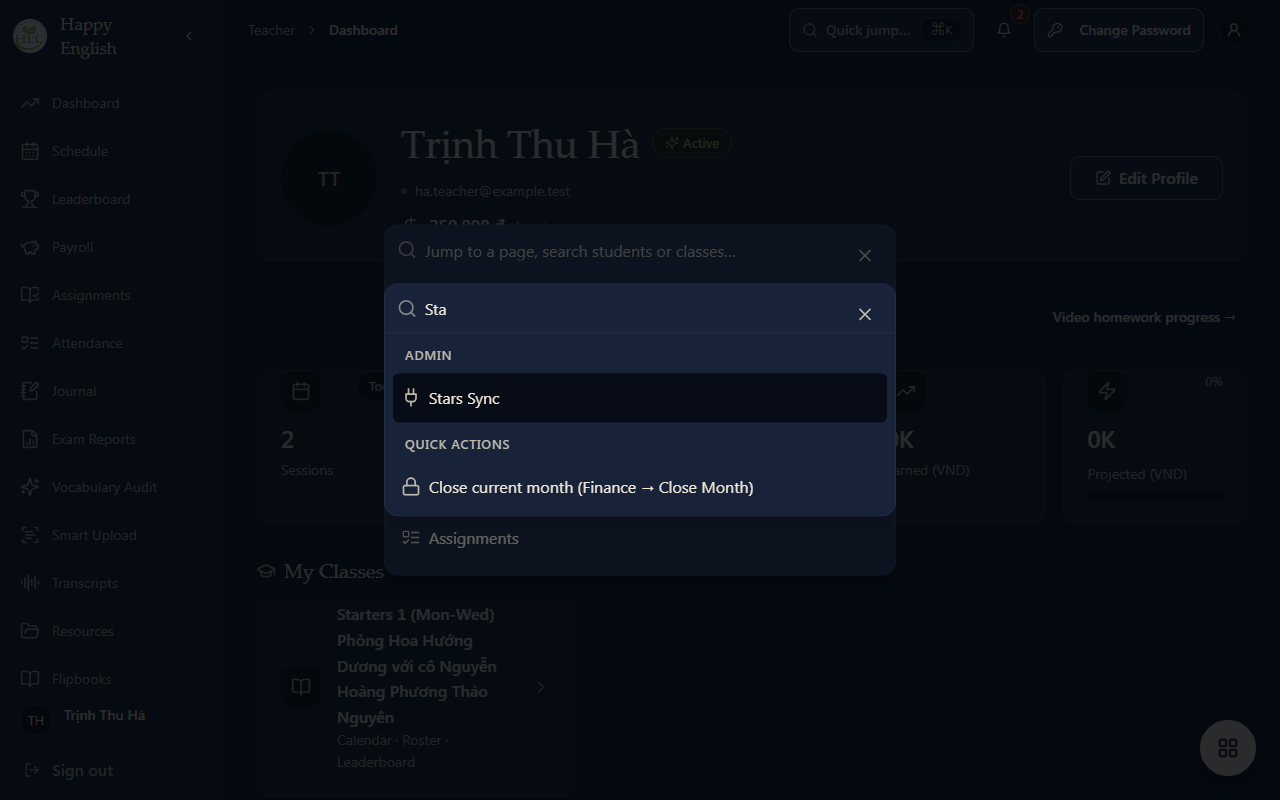 Happy
English
HEC
Teacher
Dashboard
Quick jump...
⌘K
2
Change Password
Dashboard
Schedule
Leaderboard
Payroll
Assignments
Attendance
Journal
Exam Reports
Vocabulary Audit
Smart Upload
Transcripts
Resources
Flipbooks
TH
Trịnh Thu Hà
Sign out
TT
Trịnh Thu Hà
Active
ha.teacher@example.test
250.000 ₫
Edit Profile
Jump to a page, search students or classes...
Sta
ADMIN
Stars Sync
QUICK ACTIONS
Close current month (Finance → Close Month)
Assignments
Video homework progress →
2
Sessions
0K
0%
0K
Projected (VND)
My Classes
Starters 1 (Mon-Wed)
Phòng Hoa Hướng
Dương với cô Nguyễn
Hoàng Phương Thảo
Nguyên
Calendar · Roster ·
Leaderboard